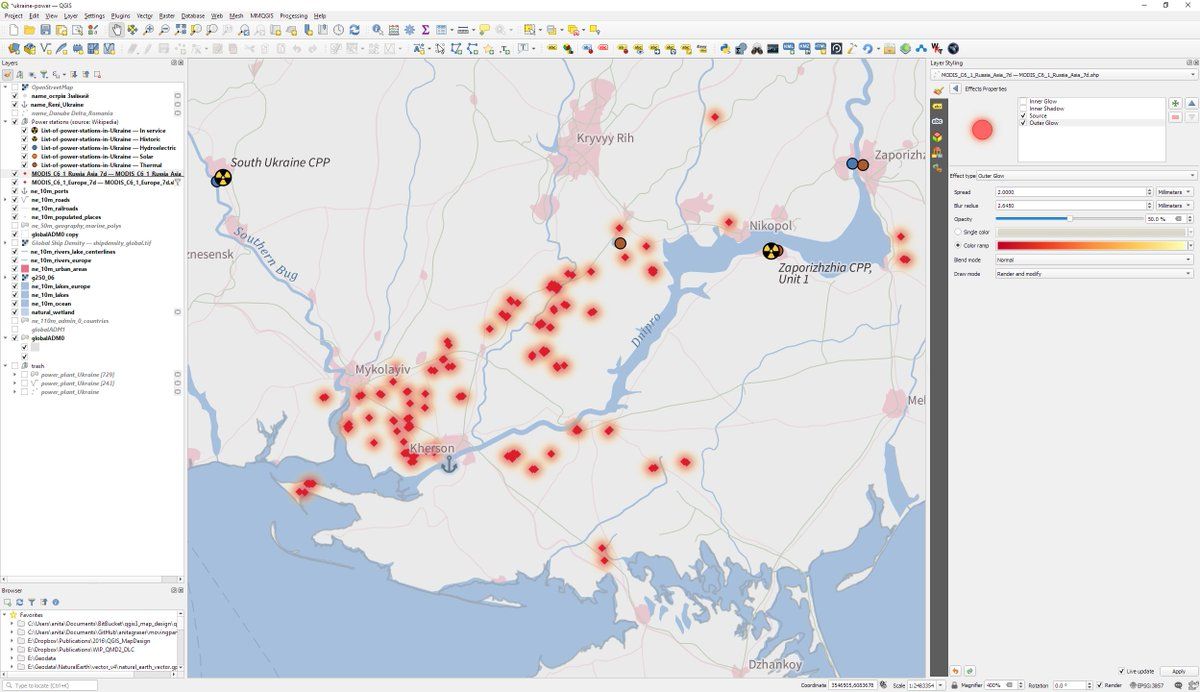 *ukraine-power — QGIS
Project Edit View Layer Settings Plugins Vector Raster Database Web Mesh MMQGIS Processing Help
Layers
OpenStreetMap
name_острів Зміїний
name_Reni_Ukraine
name_Danube Delta_Romania
Power stations (source: Wikipedia)
List-of-power-stations-in-Ukraine — In service
List-of-power-stations-in-Ukraine — Historic
List-of-power-stations-in-Ukraine — Hydroelectric
List-of-power-stations-in-Ukraine — Solar
List-of-power-stations-in-Ukraine — Thermal
MODIS_C6_1_Russia_Asia_7d — MODIS_C6_1_Russia_Asia
MODIS_C6_1_Europe_7d — MODIS_C6_1_Europe_7d.s
ne_10m_ports
ne_10m_roads
ne_10m_railroads
ne_10m_populated_places
ne_50m_geography_marine_polys
globalADM0 copy
Global Ship Density — shipdensity_global.tif
ne_10m_rivers_lake_centerlines
ne_10m_rivers_europe
ne_10m_urban_areas
g250_06
ne_10m_lakes_europe
ne_10m_lakes
ne_10m_ocean
natural_wetland
ne_110m_admin_0_countries
globalADM1
globalADM0
trash
power_plant_Ukraine [729]
power_plant_Ukraine [241]
power_plant_Ukraine
Browser
Favorites
C:\Users\anita\Documents\BitBucket\qgis3_map_design\q
C:\Users\anita\Documents\GitHub\anitagraser\movingpar
E:\Dropbox\Publications\2016\QGIS_MapDesign
E:\Dropbox\Publications\WIP_QMD2_DLC
E:\Geodata
E:\Geodata\NaturalEarth\vector_v4\natural_earth_vector.gp
Type to locate (Ctrl+K)
South Ukraine CPP
Kryvyy Rih
Zaporizh
Nikopol
Zaporizhzhia CPP,
Unit 1
znesensk
Southern Bug
Dnipro
Mykolayiv
Kherson
Mel
Dzhankoy
Layer Styling
MODIS_C6_1_Russia_Asia_7d — MODIS_C6_1_Russia_Asia_7d.shp
Effects Properties
Inner Glow
Inner Shadow
Source
Outer Glow
Effect type Outer Glow
Spread 2.0000 Millimeters
Blur radius 2.6450 Millimeters
Opacity 50.0 %
Single color
Color ramp
Blend mode Normal
Draw mode Render and modify
Live update Apply
Coordinate Scale 1:2483354 Magnifier 400% Rotation 0.0 ° Render EPSG:3857